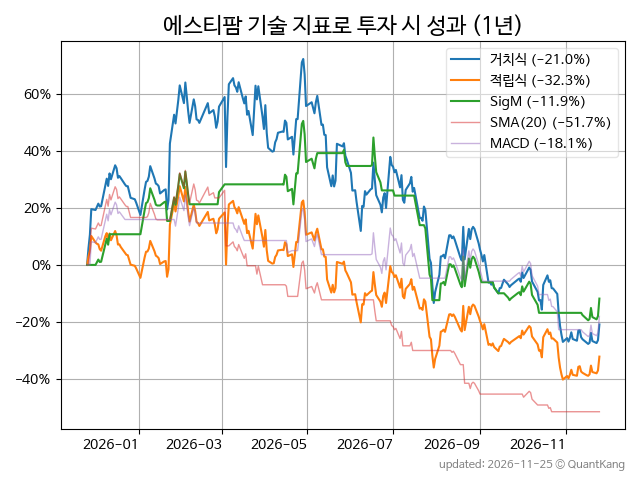 에스티팜 기술 지표로 투자 시 성과 (1년)
거치식 (−21.0%)
적립식 (−32.3%)
SigM (−11.9%)
SMA(20) (−51.7%)
MACD (−18.1%)
60%
40%
20%
0%
−20%
−40%
2026-01 2026-03 2026-05 2026-07 2026-09 2026-11
updated: 2026-11-25 © QuantKang